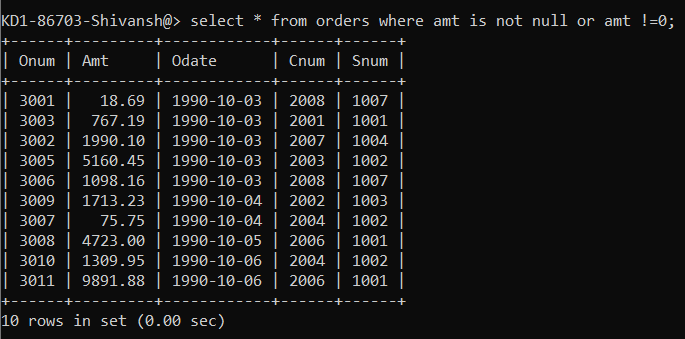 KD1-86703-Shivansh@> select * from orders where amt is not null or amt !=0;
+------+---------+------------+------+------+
| Onum | Amt     | Odate      | Cnum | Snum |
+------+---------+------------+------+------+
| 3001 |   18.69 | 1990-10-03 | 2008 | 1007 |
| 3003 |  767.19 | 1990-10-03 | 2001 | 1001 |
| 3002 | 1990.10 | 1990-10-03 | 2007 | 1004 |
| 3005 | 5160.45 | 1990-10-03 | 2003 | 1002 |
| 3006 | 1098.16 | 1990-10-03 | 2008 | 1007 |
| 3009 | 1713.23 | 1990-10-04 | 2002 | 1003 |
| 3007 |   75.75 | 1990-10-04 | 2004 | 1002 |
| 3008 | 4723.00 | 1990-10-05 | 2006 | 1001 |
| 3010 | 1309.95 | 1990-10-06 | 2004 | 1002 |
| 3011 | 9891.88 | 1990-10-06 | 2006 | 1001 |
+------+---------+------------+------+------+
10 rows in set (0.00 sec)